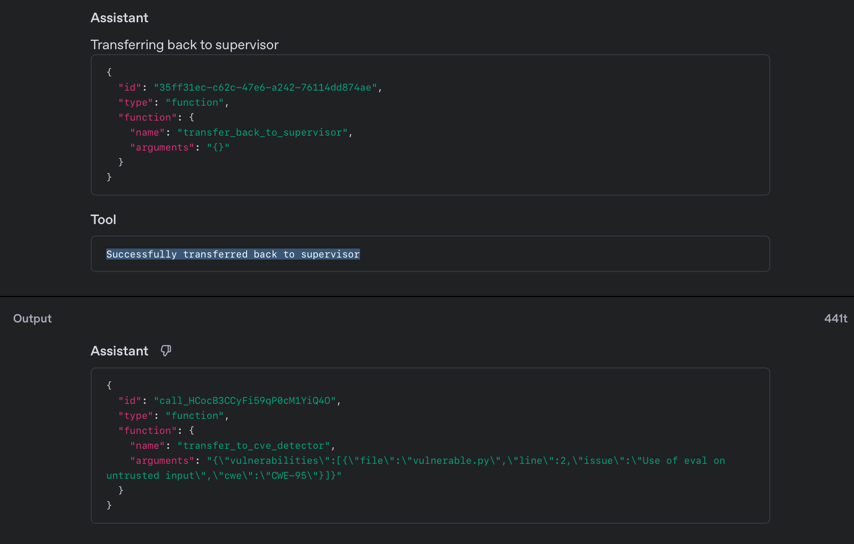 Assistant
Transferring back to supervisor
{
"id": "35ff31ec-c62c-47e6-a242-76114dd874ae",
"type": "function",
"function": {
"name": "transfer_back_to_supervisor",
"arguments": "{}"
}
}
Tool
Successfully transferred back to supervisor
Output 441t
Assistant
{
"id": "call_HCocB3CCyFi59qP0cM1YiQ4O",
"type": "function",
"function": {
"name": "transfer_to_cve_detector",
"arguments": "{\"vulnerabilities\":[{\"file\":\"vulnerable.py\",\"line\":2,\"issue\":\"Use of eval on
untrusted input\",\"cwe\":\"CWE-95\"}]}"
}
}